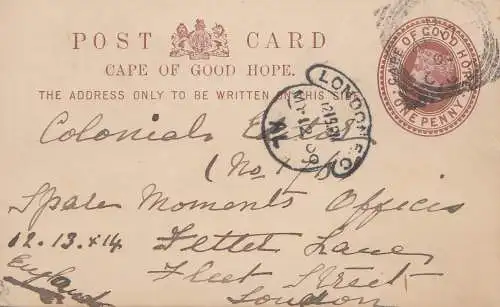 POST CARD
CAPE OF GOOD HOPE.
THE ADDRESS ONLY TO BE WRITTEN ON THIS SIDE
CAPE OF GOOD HOPE
ONE PENNY
LONDON E.C
Colonial
(No.
Spare Moments Offices
12.13.&14 Fetter Lane
Fleet Street
England London